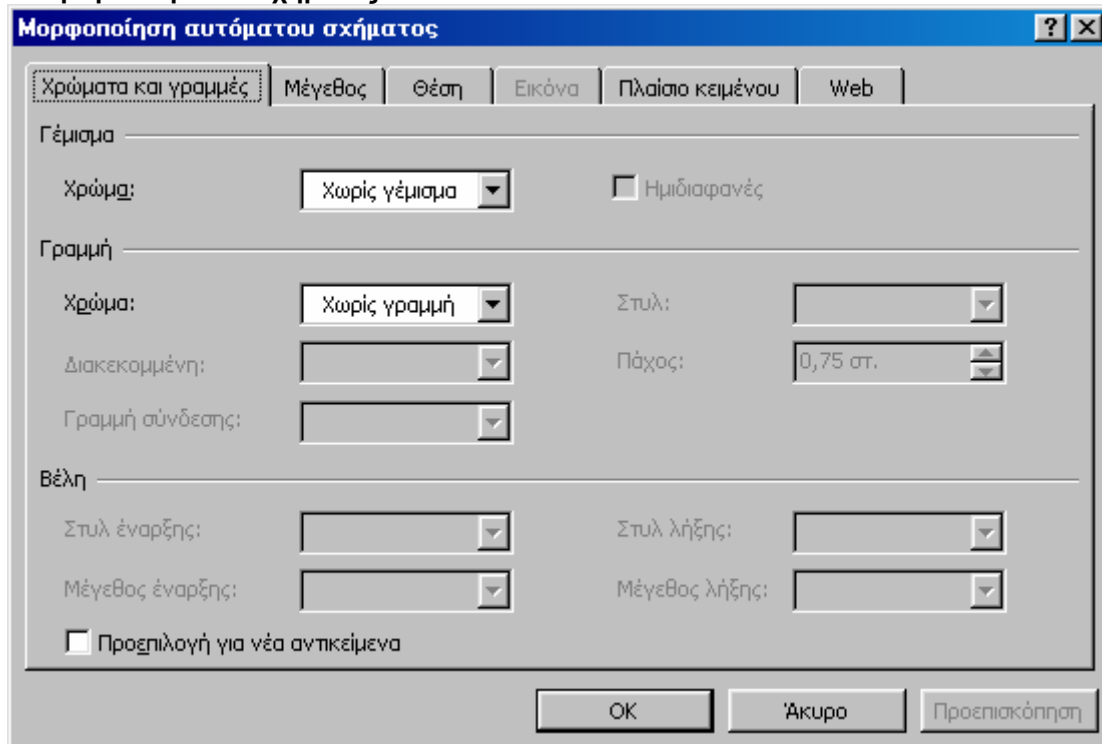 Μορφοποίηση αυτόματου σχήματος
Χρώματα και γραμμές Μέγεθος Θέση Εικόνα Πλαίσιο κειμένου Web
Γέμισμα
Χρώμα: Χωρίς γέμισμα Ημιδιαφανές
Γραμμή
Χρώμα: Χωρίς γραμμή Στυλ:
Διακεκομμένη: Πάχος: 0,75 στ.
Γραμμή σύνδεσης:
Βέλη
Στυλ έναρξης: Στυλ λήξης:
Μέγεθος έναρξης: Μέγεθος λήξης:
Προεπιλογή για νέα αντικείμενα
OK Άκυρο Προεπισκόπηση